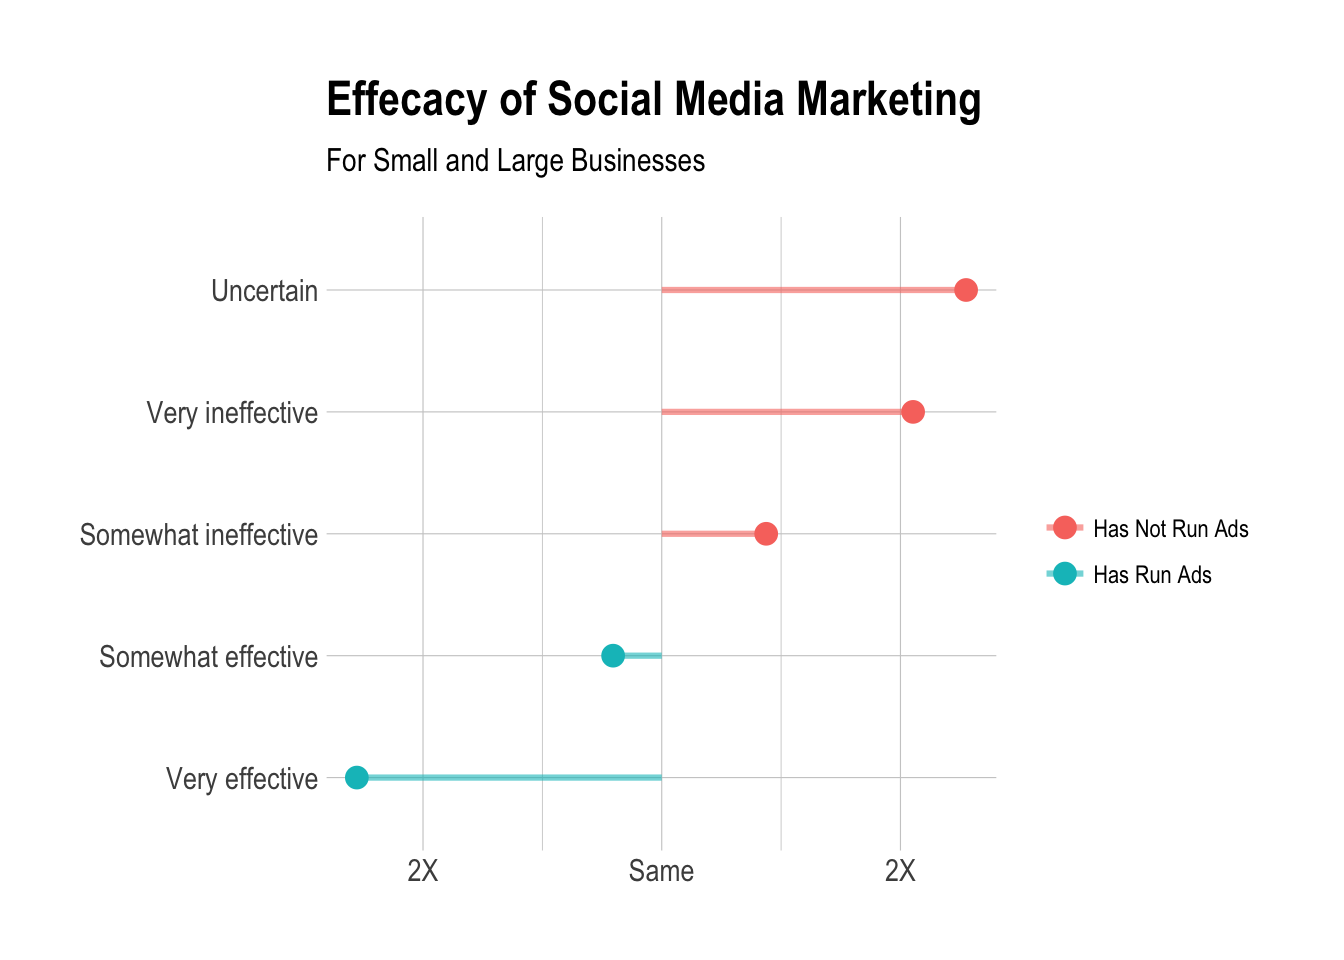 Effecacy of Social Media Marketing
For Small and Large Businesses
Uncertain
Very ineffective
Somewhat ineffective
Somewhat effective
Very effective
2X
Same
2X
Has Not Run Ads
Has Run Ads